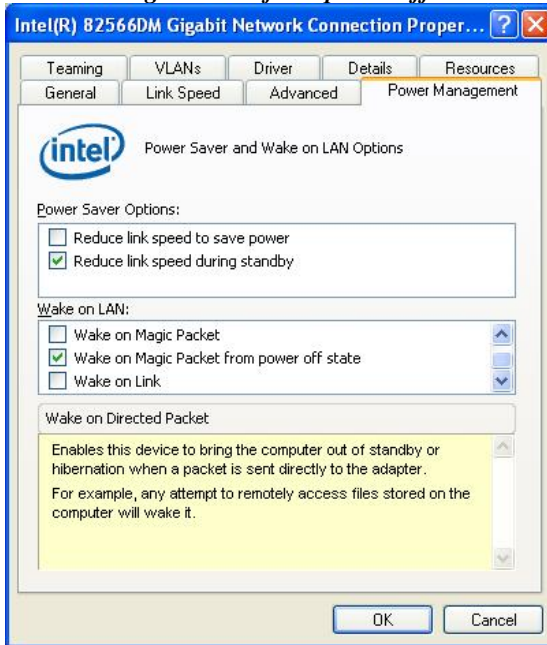 Intel(R) 82566DM Gigabit Network Connection Proper...
Teaming VLANs Driver Details Resources
General Link Speed Advanced Power Management
intel Power Saver and Wake on LAN Options
Power Saver Options:
Reduce link speed to save power
Reduce link speed during standby
Wake on LAN:
Wake on Magic Packet
Wake on Magic Packet from power off state
Wake on Link
Wake on Directed Packet
Enables this device to bring the computer out of standby or
hibernation when a packet is sent directly to the adapter.
For example, any attempt to remotely access files stored on the
computer will wake it.
OK Cancel